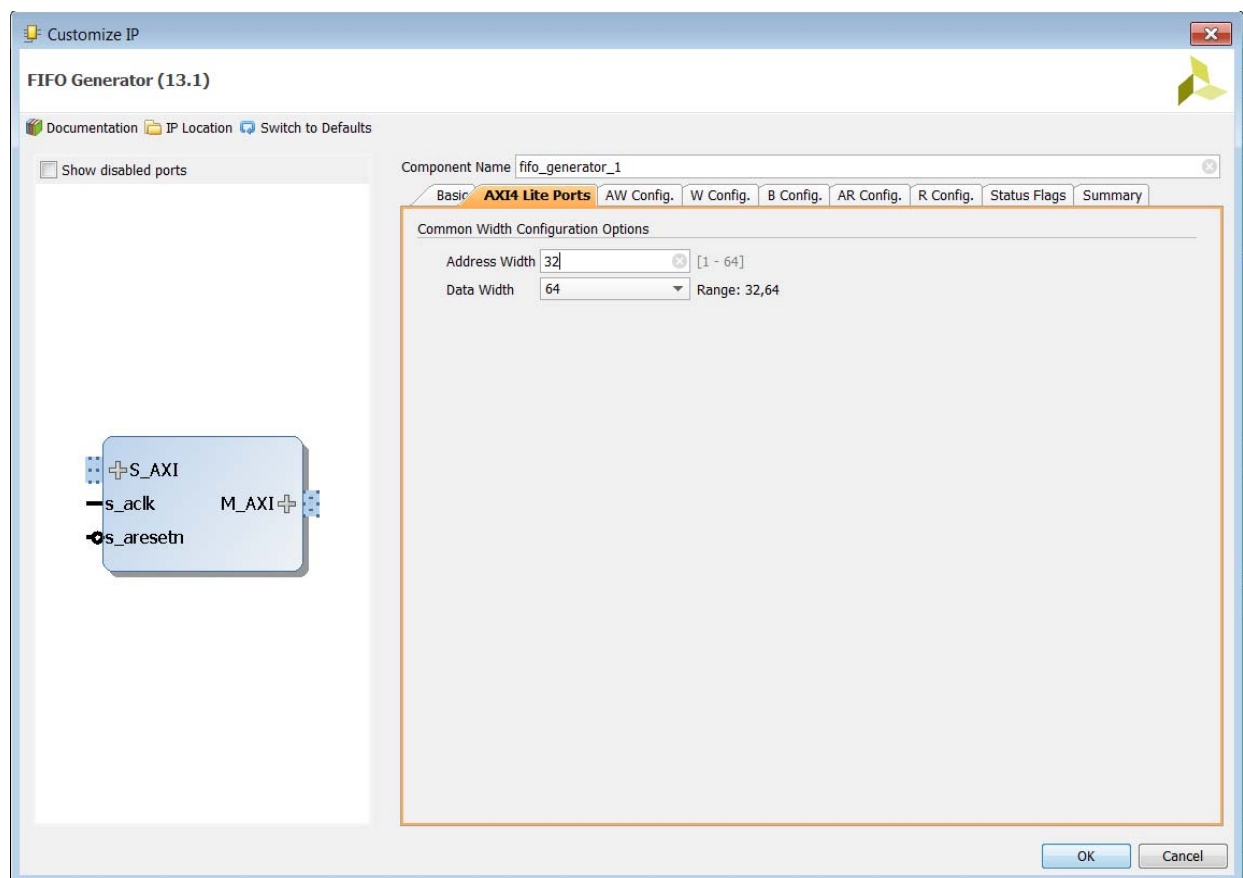 Customize IP
FIFO Generator (13.1)
Documentation IP Location Switch to Defaults
Show disabled ports
S_AXI
s_aclk M_AXI
s_aresetn
Component Name fifo_generator_1
Basic AXI4 Lite Ports AW Config. W Config. B Config. AR Config. R Config. Status Flags Summary
Common Width Configuration Options
Address Width 32 [1 - 64]
Data Width 64 Range: 32,64
OK Cancel